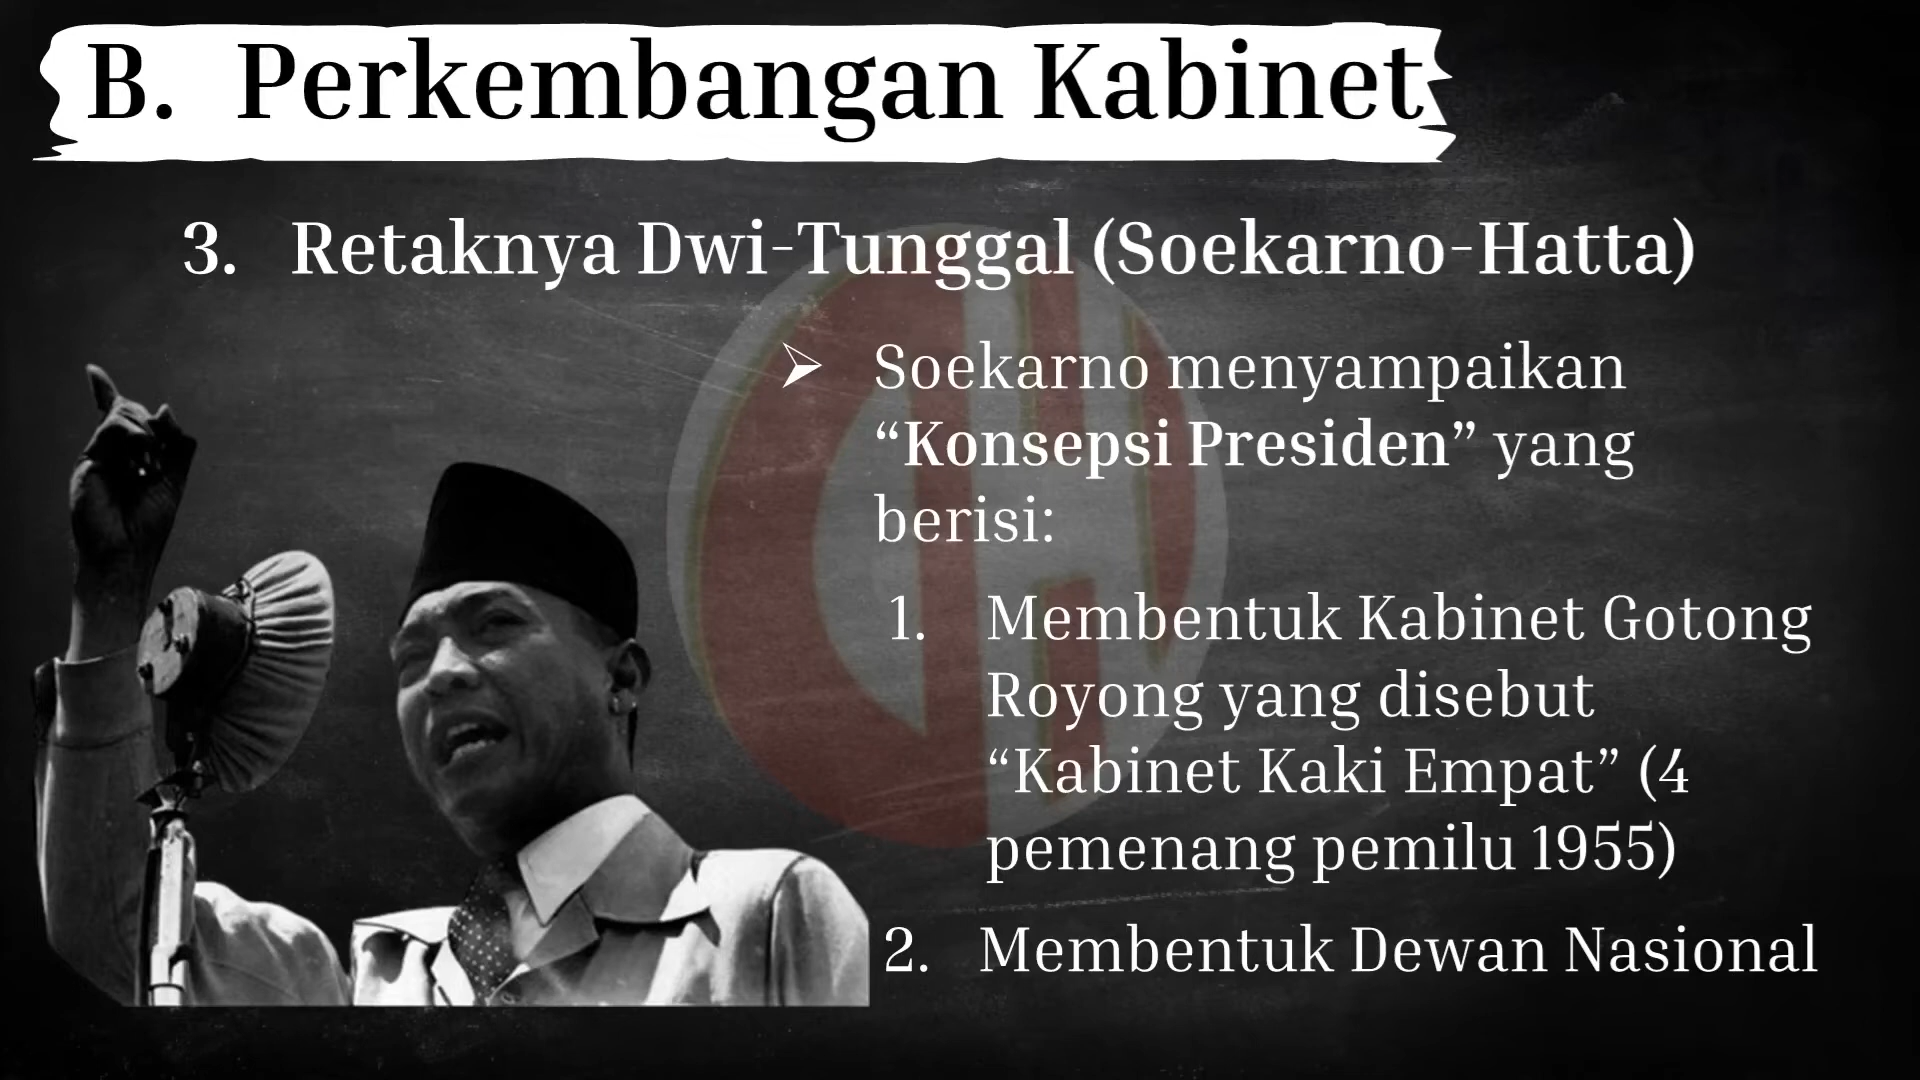 B. Perkembangan Kabinet
3. Retaknya Dwi-Tunggal (Soekarno-Hatta)
➢ Soekarno menyampaikan
“Konsepsi Presiden” yang
berisi:
1. Membentuk Kabinet Gotong
Royong yang disebut
“Kabinet Kaki Empat” (4
pemenang pemilu 1955)
2. Membentuk Dewan Nasional